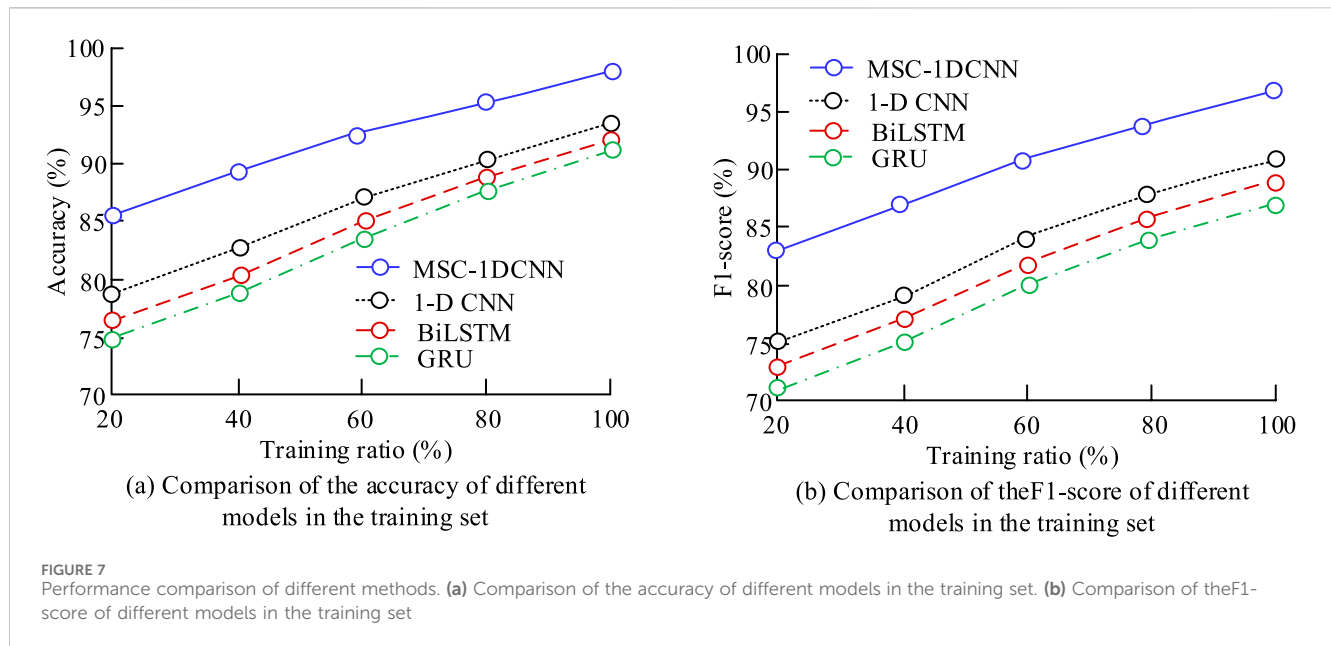 100
95
90
85
80
75
70
Accuracy (%)
MSC-1DCNN
1-D CNN
BiLSTM
GRU
20
40
60
80
100
Training ratio (%)
(a) Comparison of the accuracy of different
models in the training set
100
95
90
85
80
75
70
F1-score (%)
MSC-1DCNN
1-D CNN
BiLSTM
GRU
20
40
60
80
100
Training ratio (%)
(b) Comparison of theF1-score of different
models in the training set
FIGURE 7
Performance comparison of different methods. (a) Comparison of the accuracy of different models in the training set. (b) Comparison of theF1-
score of different models in the training set